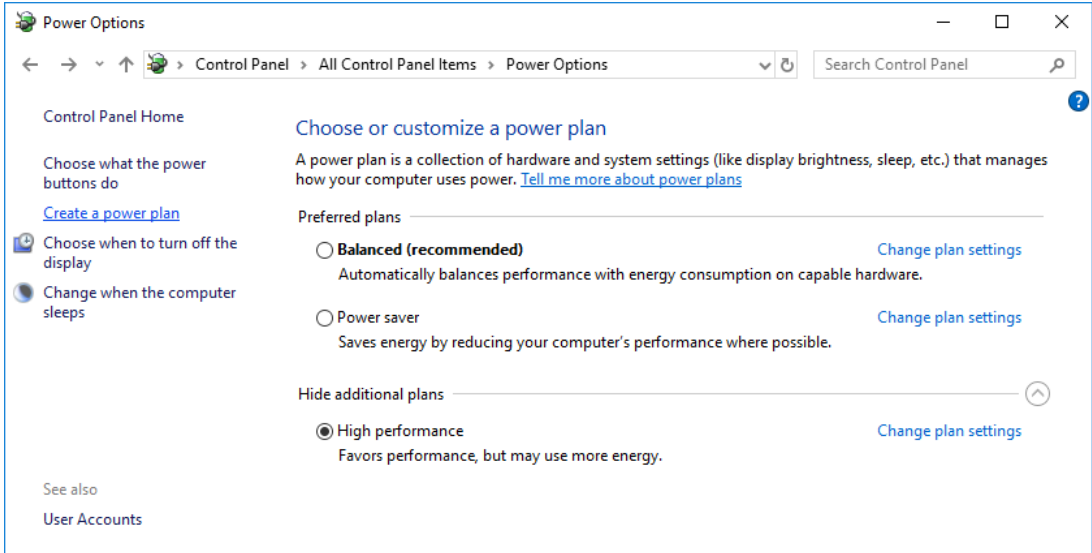 Power Options
Control Panel > All Control Panel Items > Power Options
Search Control Panel
Control Panel Home
Choose what the power
buttons do
Create a power plan
Choose when to turn off the
display
Change when the computer
sleeps
See also
User Accounts
Choose or customize a power plan
A power plan is a collection of hardware and system settings (like display brightness, sleep, etc.) that manages
how your computer uses power. Tell me more about power plans
Preferred plans
Balanced (recommended) Change plan settings
Automatically balances performance with energy consumption on capable hardware.
Power saver Change plan settings
Saves energy by reducing your computer's performance where possible.
Hide additional plans
High performance Change plan settings
Favors performance, but may use more energy.
?